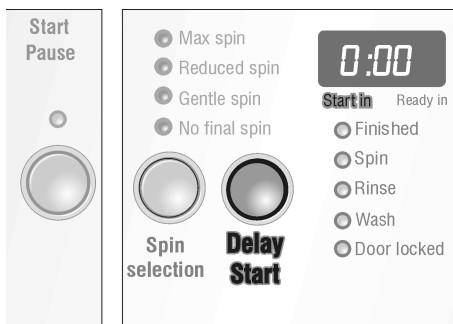 Start
Pause
Max spin
Reduced spin
Gentle spin
No final spin
Spin
selection
Delay
Start
0:00
Start in Ready in
Finished
Spin
Rinse
Wash
Door locked